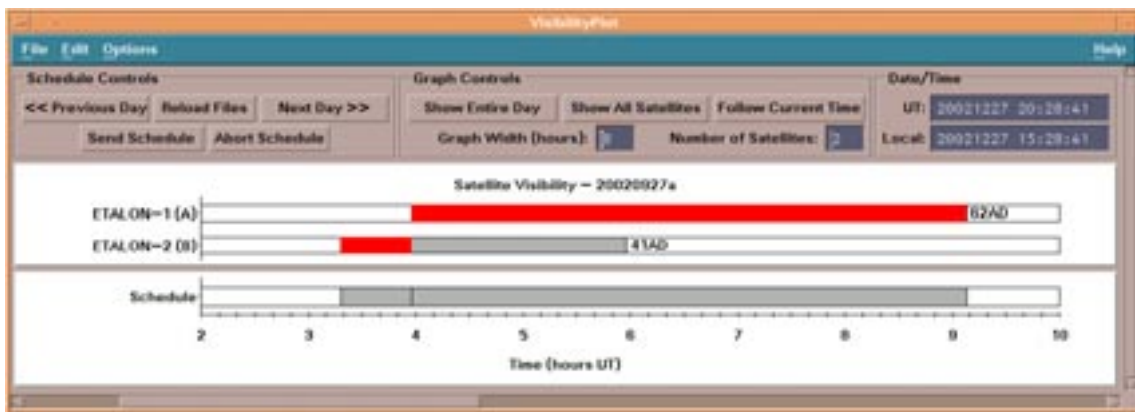 VisibilityPlot
File Edit Options Help
Schedule Controls
<< Previous Day Reload Files Next Day >>
Send Schedule Abort Schedule
Graph Controls
Show Entire Day Show All Satellites Follow Current Time
Graph Width (hours): 8 Number of Satellites: 2
Date/Time
UT: 20021227 20:28:41
Local: 20021227 15:28:41
Satellite Visibility - 20020927a
ETALON-1 (A) 62AD
ETALON-2 (B) 41AD
Schedule
2 3 4 5 6 7 8 9 10
Time (hours UT)